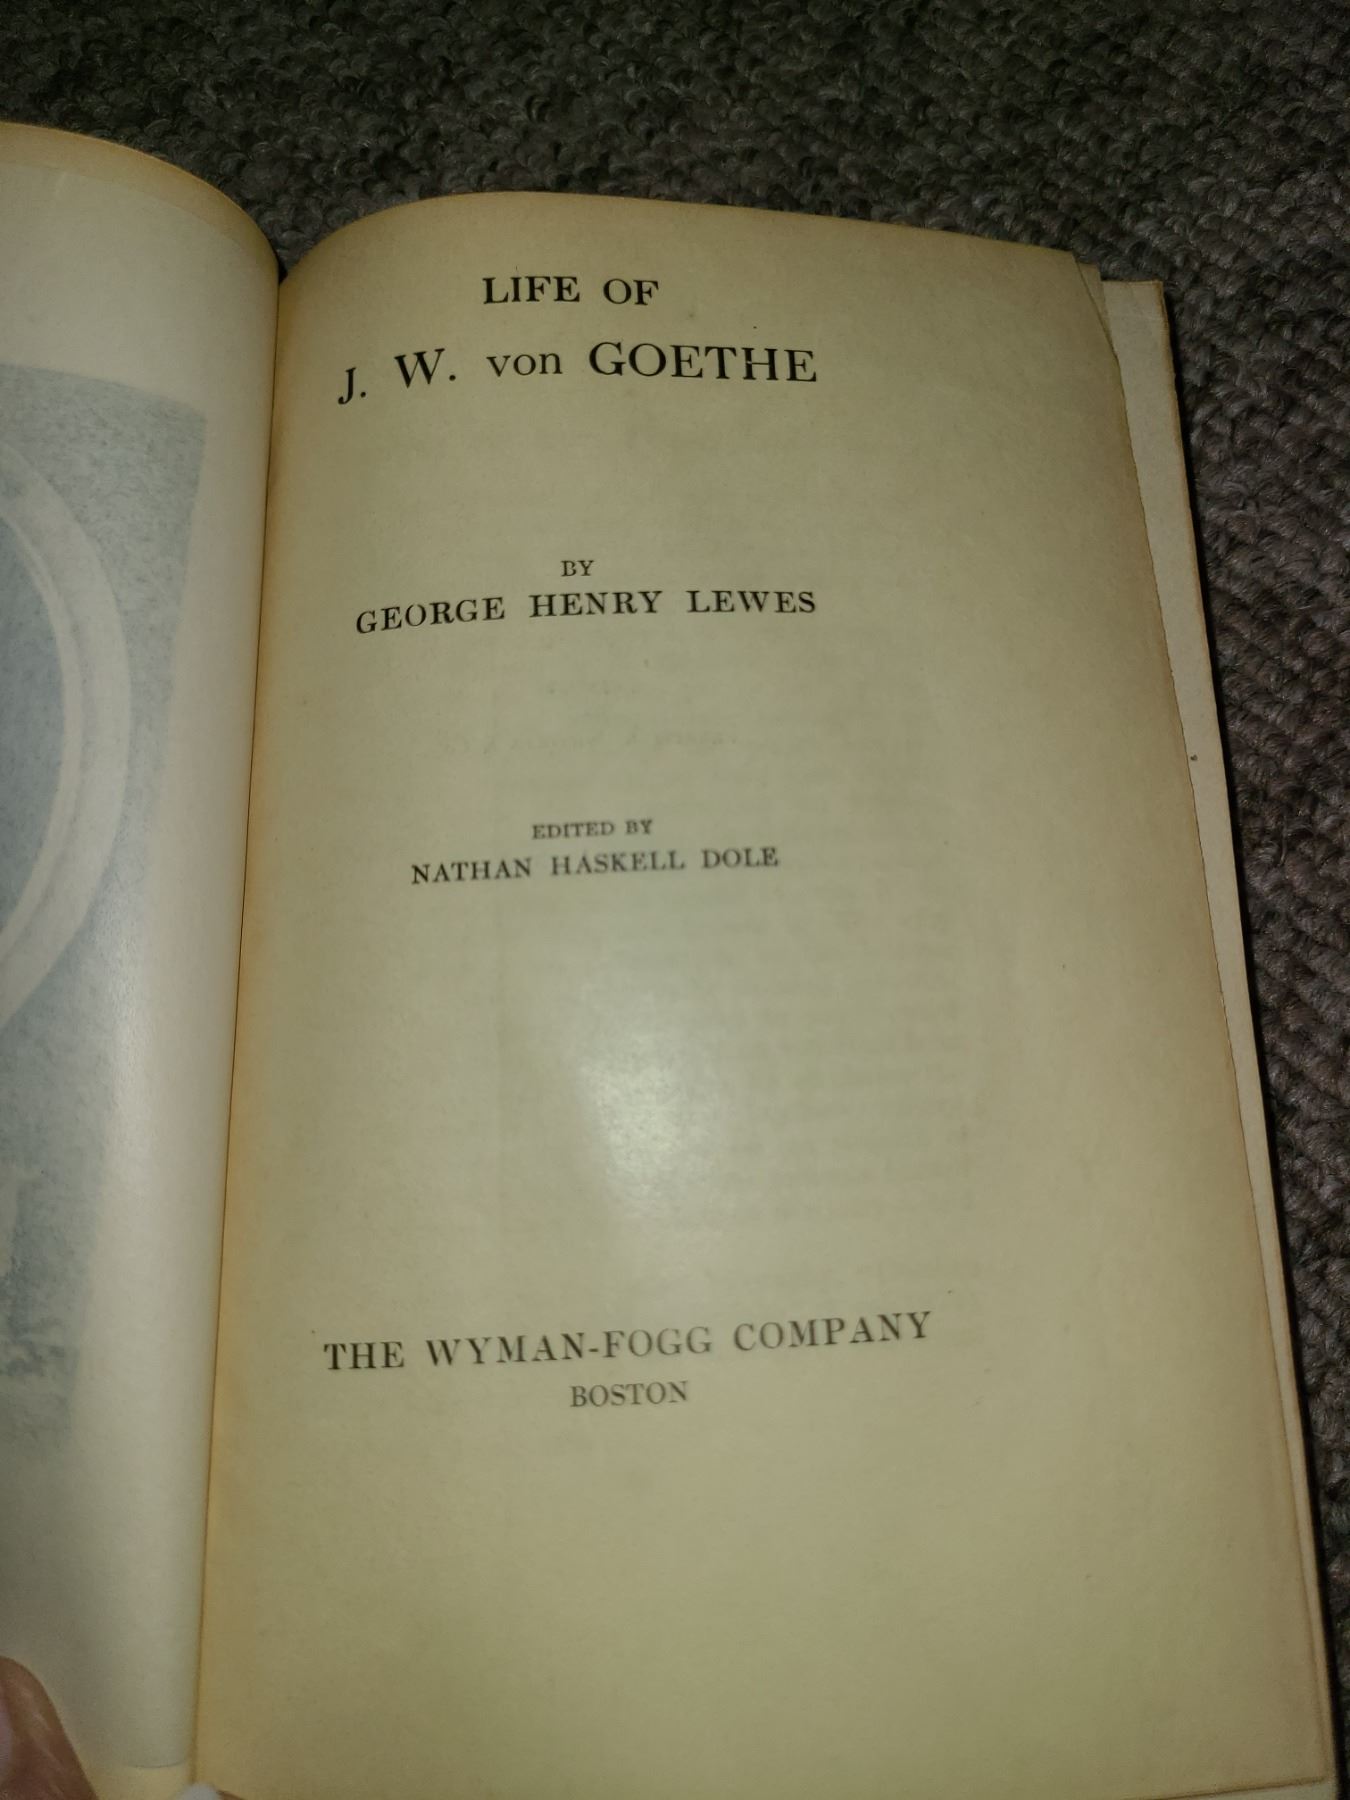 LIFE OF
J. W. von GOETHE
BY
GEORGE HENRY LEWES
EDITED BY
NATHAN HASKELL DOLE
THE WYMAN-FOGG COMPANY
BOSTON